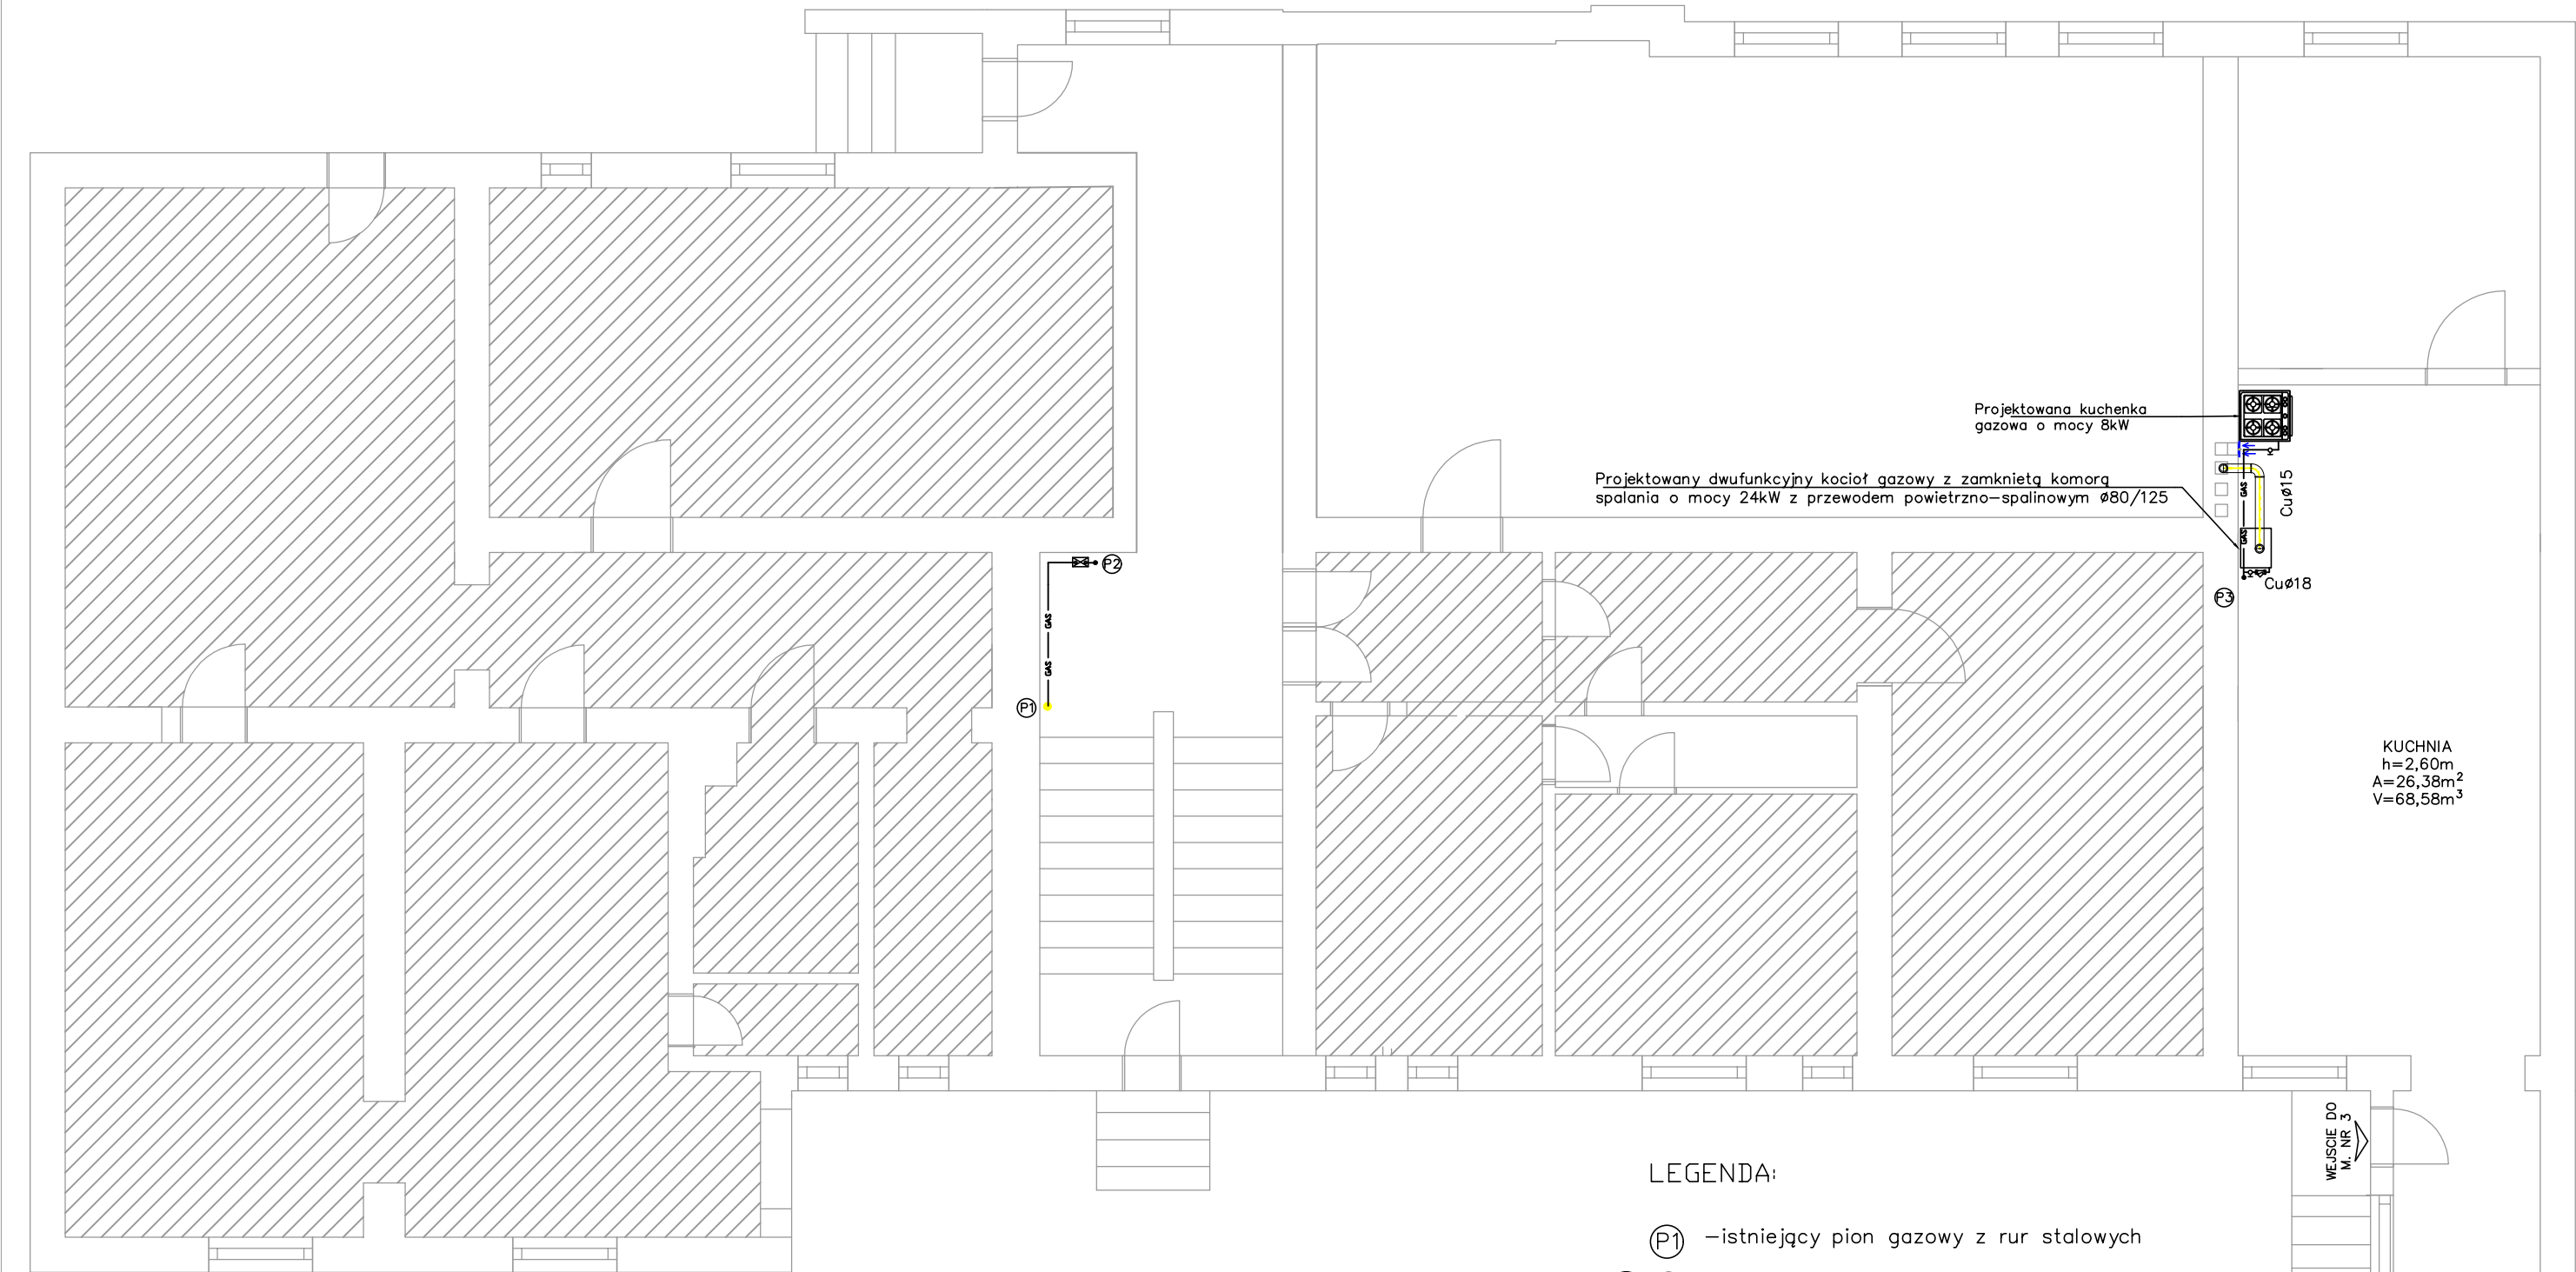 Projektowana kuchenka
gazowa o mocy 8kW
Projektowany dwufunkcyjny kocioł gazowy z zamkniętą komorą
spalania o mocy 24kW z przewodem powietrzno-spalinowym Ø80/125
GAS
CuØ15
GAS
CuØ18
P3
P2
GAS
GAS
P1
KUCHNIA
h=2,60m
A=26,38m²
V=68,58m³
WEJSCIE DO
M. NR 3
LEGENDA:
P1 -istniejący pion gazowy z rur stalowych